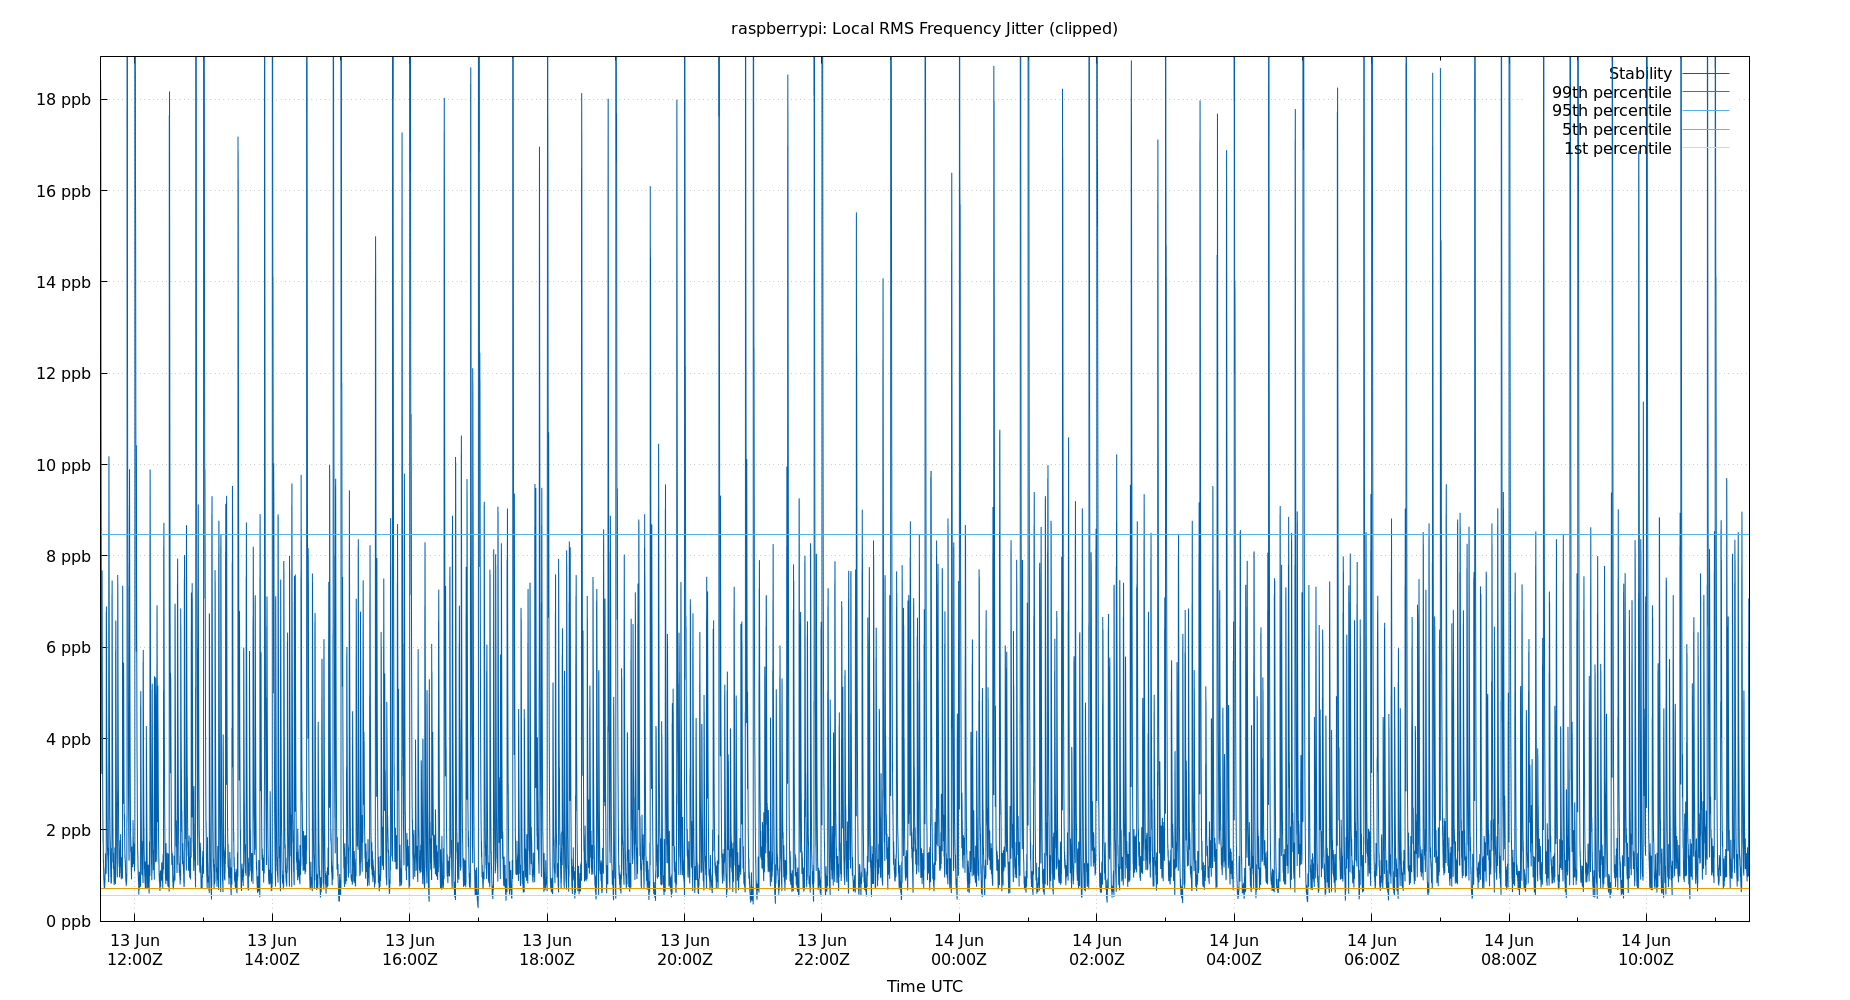 raspberrypi: Local RMS Frequency Jitter (clipped)
Stability
99th percentile
95th percentile
5th percentile
1st percentile
18 ppb
16 ppb
14 ppb
12 ppb
10 ppb
8 ppb
6 ppb
4 ppb
2 ppb
0 ppb
13 Jun 13 Jun 13 Jun 13 Jun 13 Jun 13 Jun 14 Jun 14 Jun 14 Jun 14 Jun 14 Jun 14 Jun
12:00Z 14:00Z 16:00Z 18:00Z 20:00Z 22:00Z 00:00Z 02:00Z 04:00Z 06:00Z 08:00Z 10:00Z
Time UTC